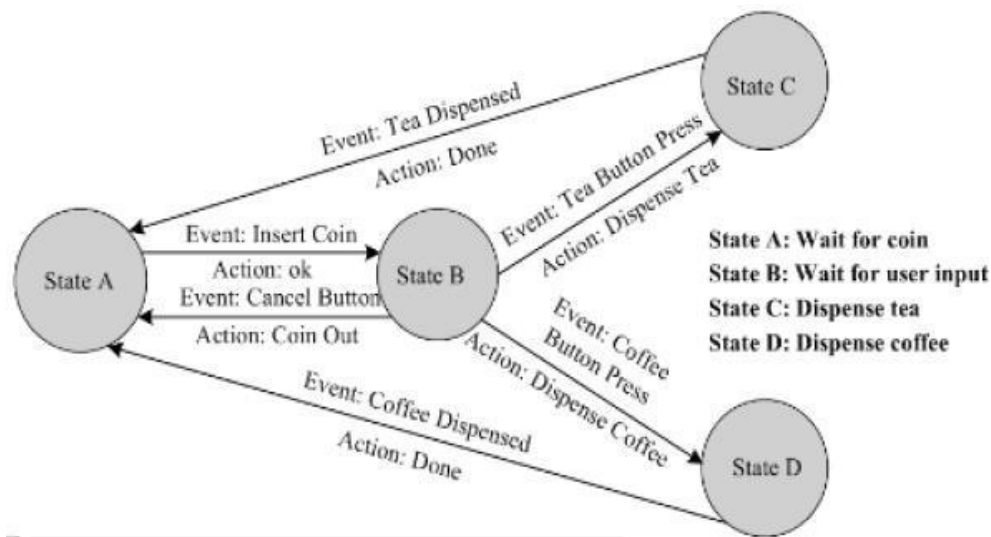 State C
Event: Tea Dispensed
Action: Done
Event: Tea Button Press
Action: Dispense Tea
State A
Event: Insert Coin
Action: ok
Event: Cancel Button
Action: Coin Out
State B
State A: Wait for coin
State B: Wait for user input
State C: Dispense tea
State D: Dispense coffee
Event: Coffee
Button Press
Action: Dispense Coffee
Event: Coffee Dispensed
Action: Done
State D